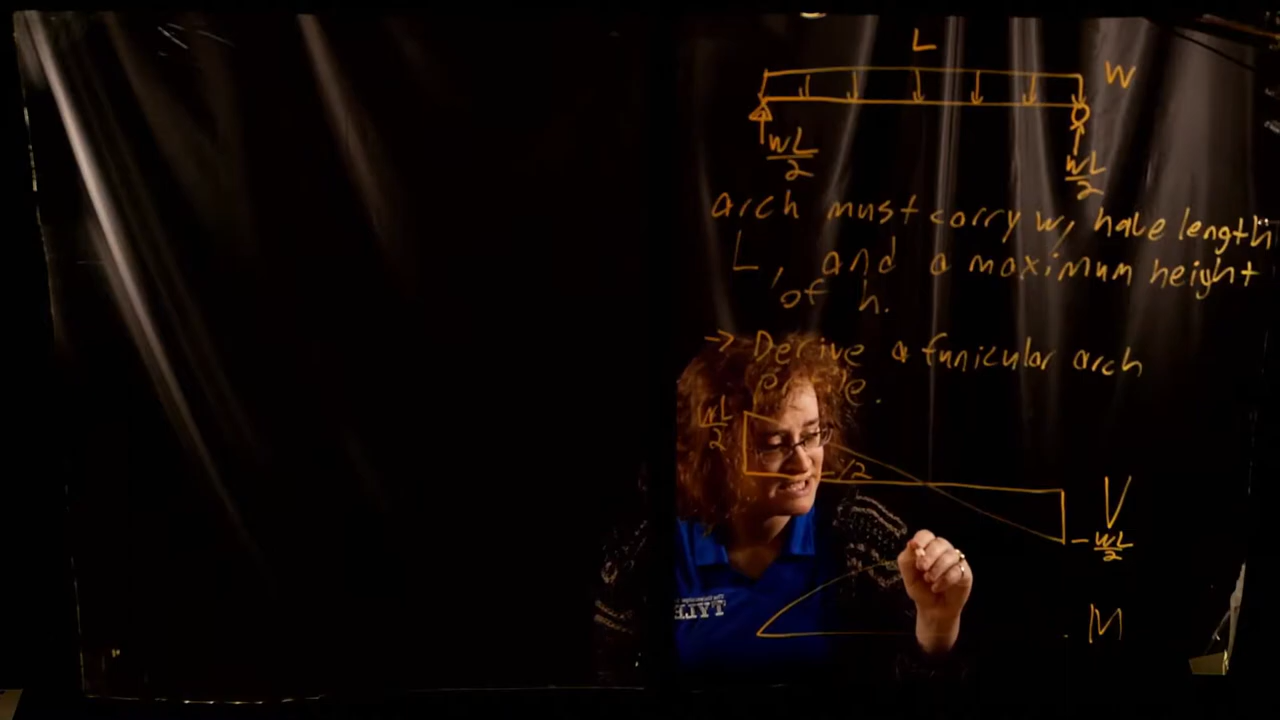 L
w
wL/2
wL/2
arch must carry w, have length
L, and a maximum height
of h.
→ Derive a funicular arch
wL/2
L/2
V
-wL/2
M